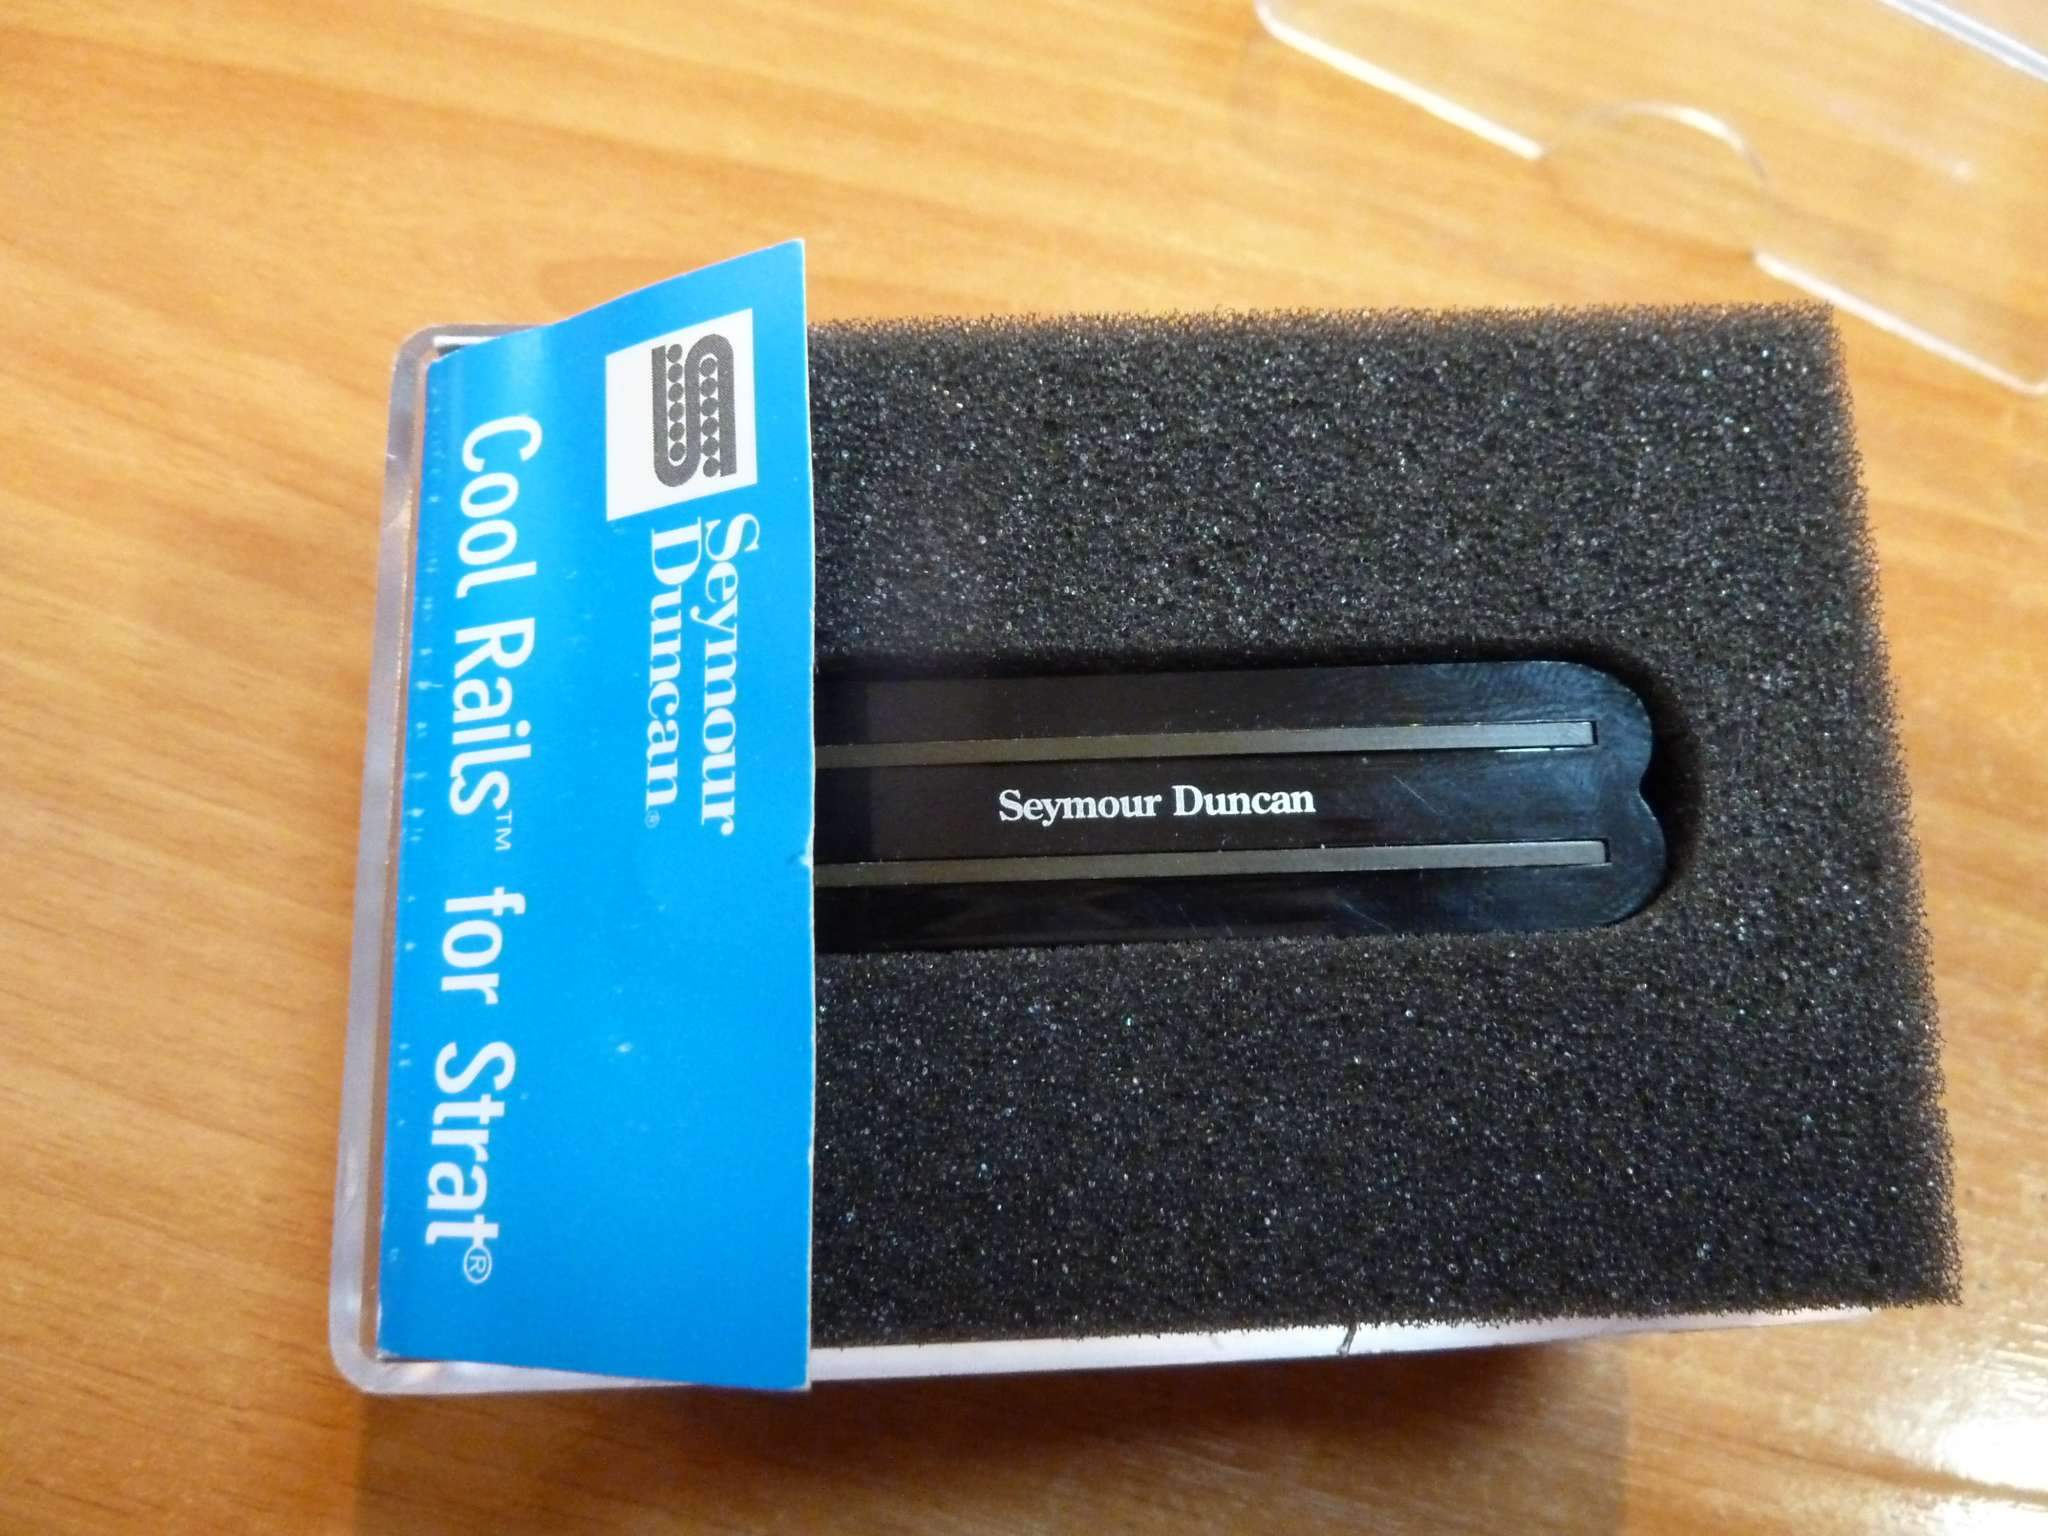 Seymour
Duncan®
Cool Rails™ for Strat®
Seymour Duncan